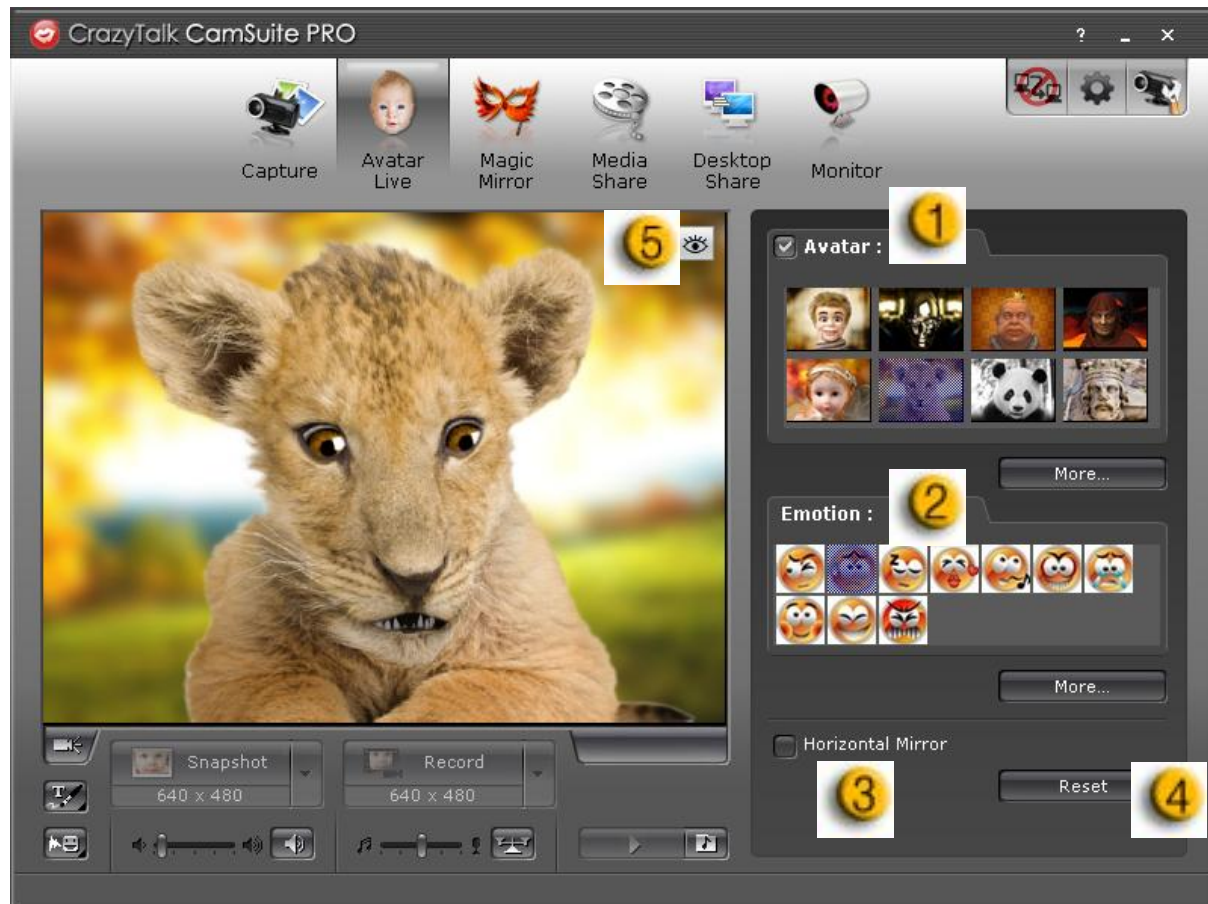 CrazyTalk CamSuite PRO
?
Capture
Avatar
Live
Magic
Mirror
Media
Share
Desktop
Share
Monitor
5
1
Avatar :
More...
2
Emotion :
More...
Horizontal Mirror
3
Reset
4
Snapshot
640 x 480
Record
640 x 480